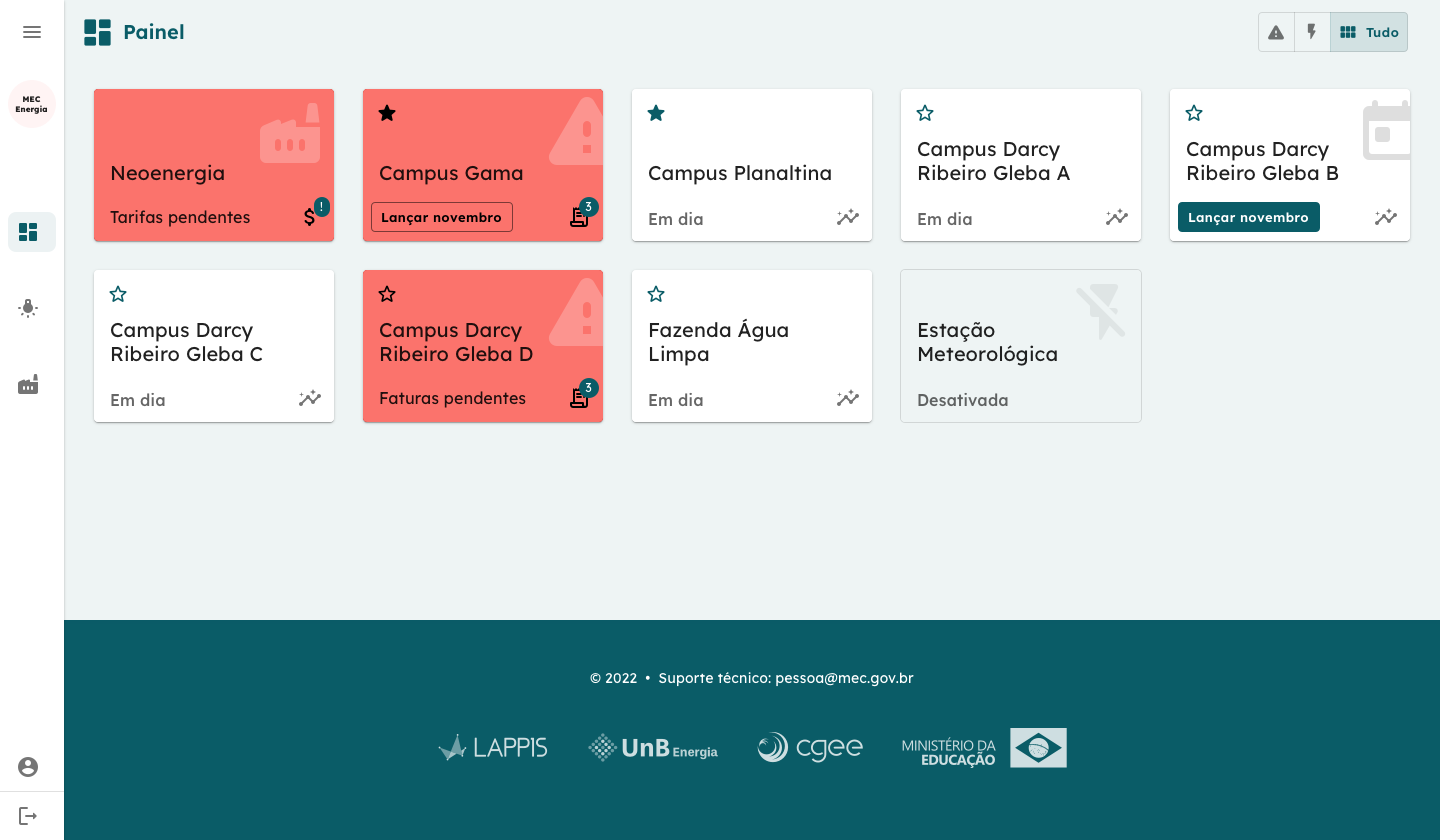 Painel
Tudo
MEC
Energia
Neoenergia
Tarifas pendentes
!
Campus Gama
Lançar novembro
3
Campus Planaltina
Em dia
Campus Darcy
Ribeiro Gleba A
Em dia
Campus Darcy
Ribeiro Gleba B
Lançar novembro
Campus Darcy
Ribeiro Gleba C
Em dia
Campus Darcy
Ribeiro Gleba D
Faturas pendentes
3
Fazenda Água
Limpa
Em dia
Estação
Meteorológica
Desativada
© 2022 • Suporte técnico: pessoa@mec.gov.br
LAPPIS
UnB Energia
cgee
MINISTÉRIO DA
EDUCAÇÃO